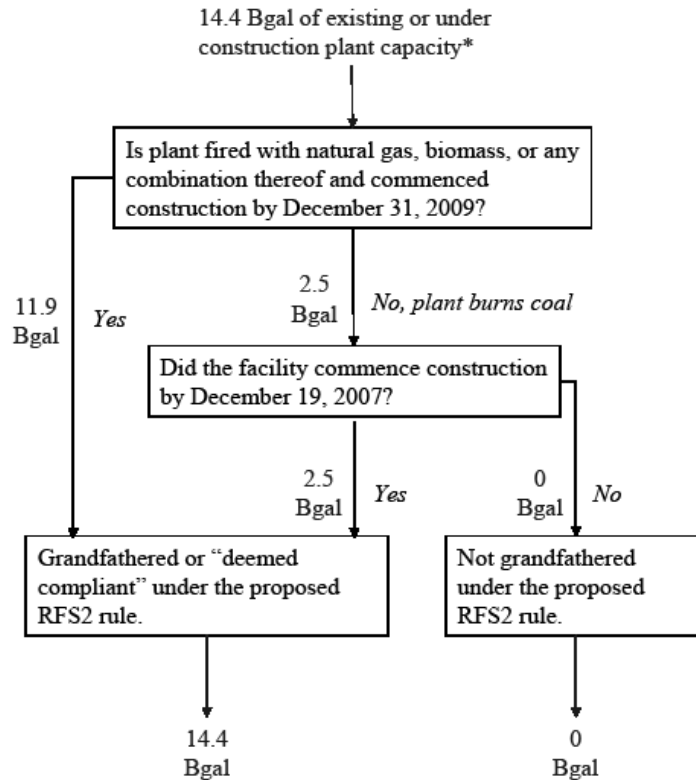 14.4 Bgal of existing or under
construction plant capacity*
Is plant fired with natural gas, biomass, or any
combination thereof and commenced
construction by December 31, 2009?
11.9
Bgal
Yes
2.5
Bgal
No, plant burns coal
Did the facility commence construction
by December 19, 2007?
2.5
Bgal
Yes
0
Bgal
No
Grandfathered or “deemed
compliant” under the proposed
RFS2 rule.
Not grandfathered
under the proposed
RFS2 rule.
14.4
Bgal
0
Bgal